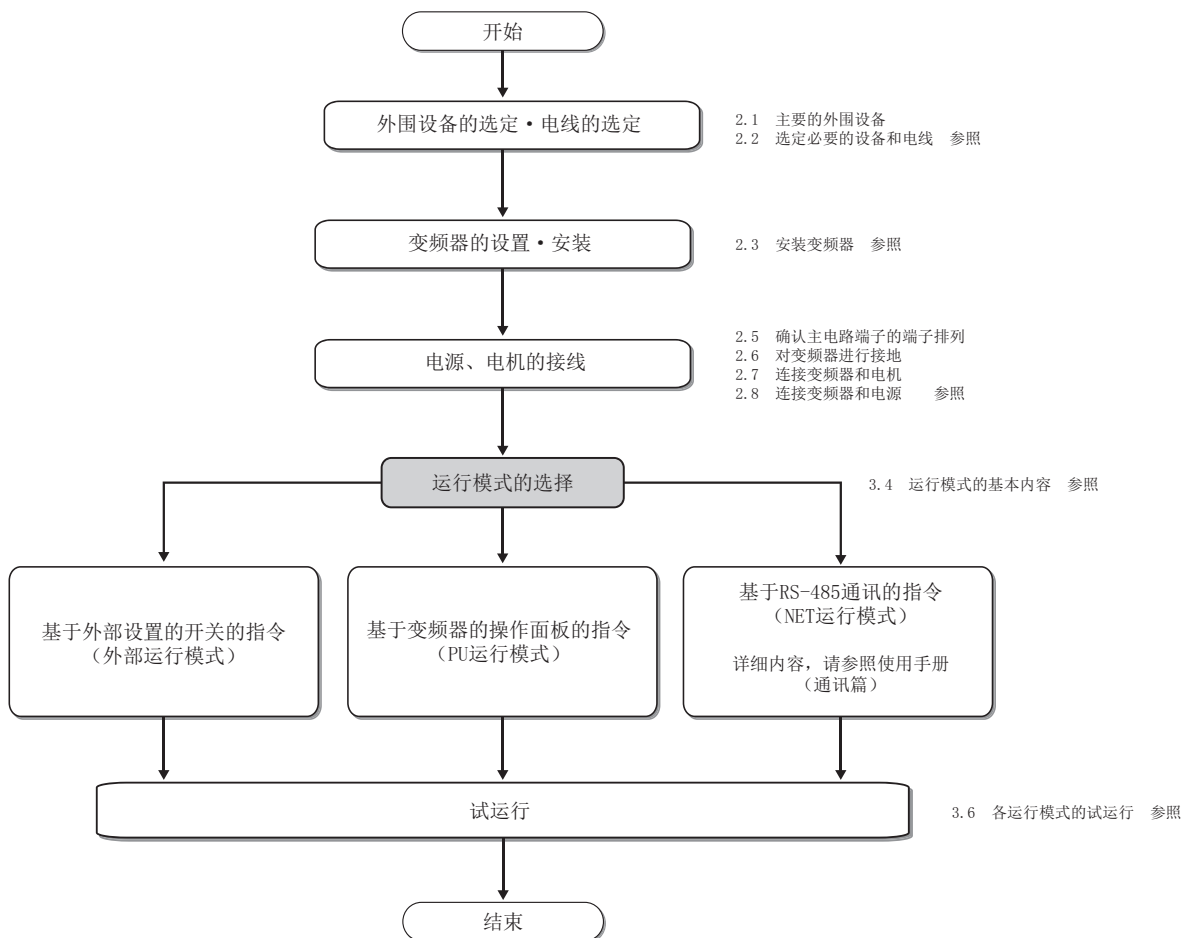 开始
外围设备的选定・电线的选定
2.1 主要的外围设备
2.2 选定必要的设备和电线 参照
变频器的设置・安装
2.3 安装变频器 参照
电源、电机的接线
2.5 确认主电路端子的端子排列
2.6 对变频器进行接地
2.7 连接变频器和电机
2.8 连接变频器和电源 参照
运行模式的选择
3.4 运行模式的基本内容 参照
基于外部设置的开关的指令
（外部运行模式）
基于变频器的操作面板的指令
（PU运行模式）
基于RS-485通讯的指令
（NET运行模式）
详细内容，请参照使用手册
（通讯篇）
试运行
3.6 各运行模式的试运行 参照
结束